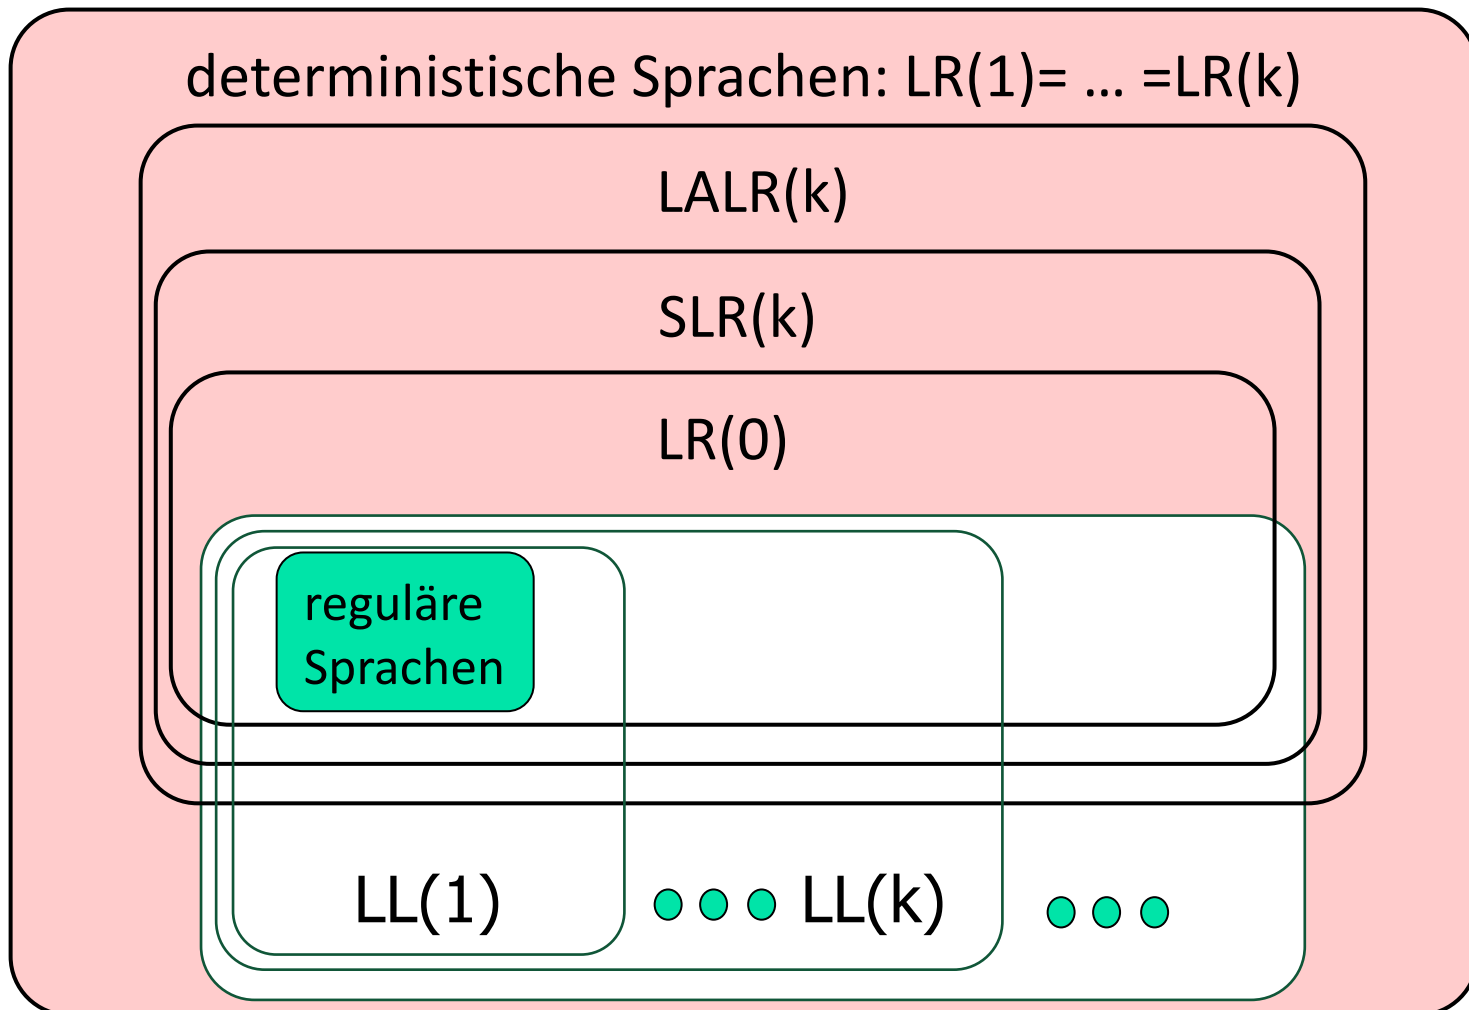 deterministische Sprachen: LR(1)= ... =LR(k)
LALR(k)
SLR(k)
LR(0)
reguläre
Sprachen
LL(1) LL(k)